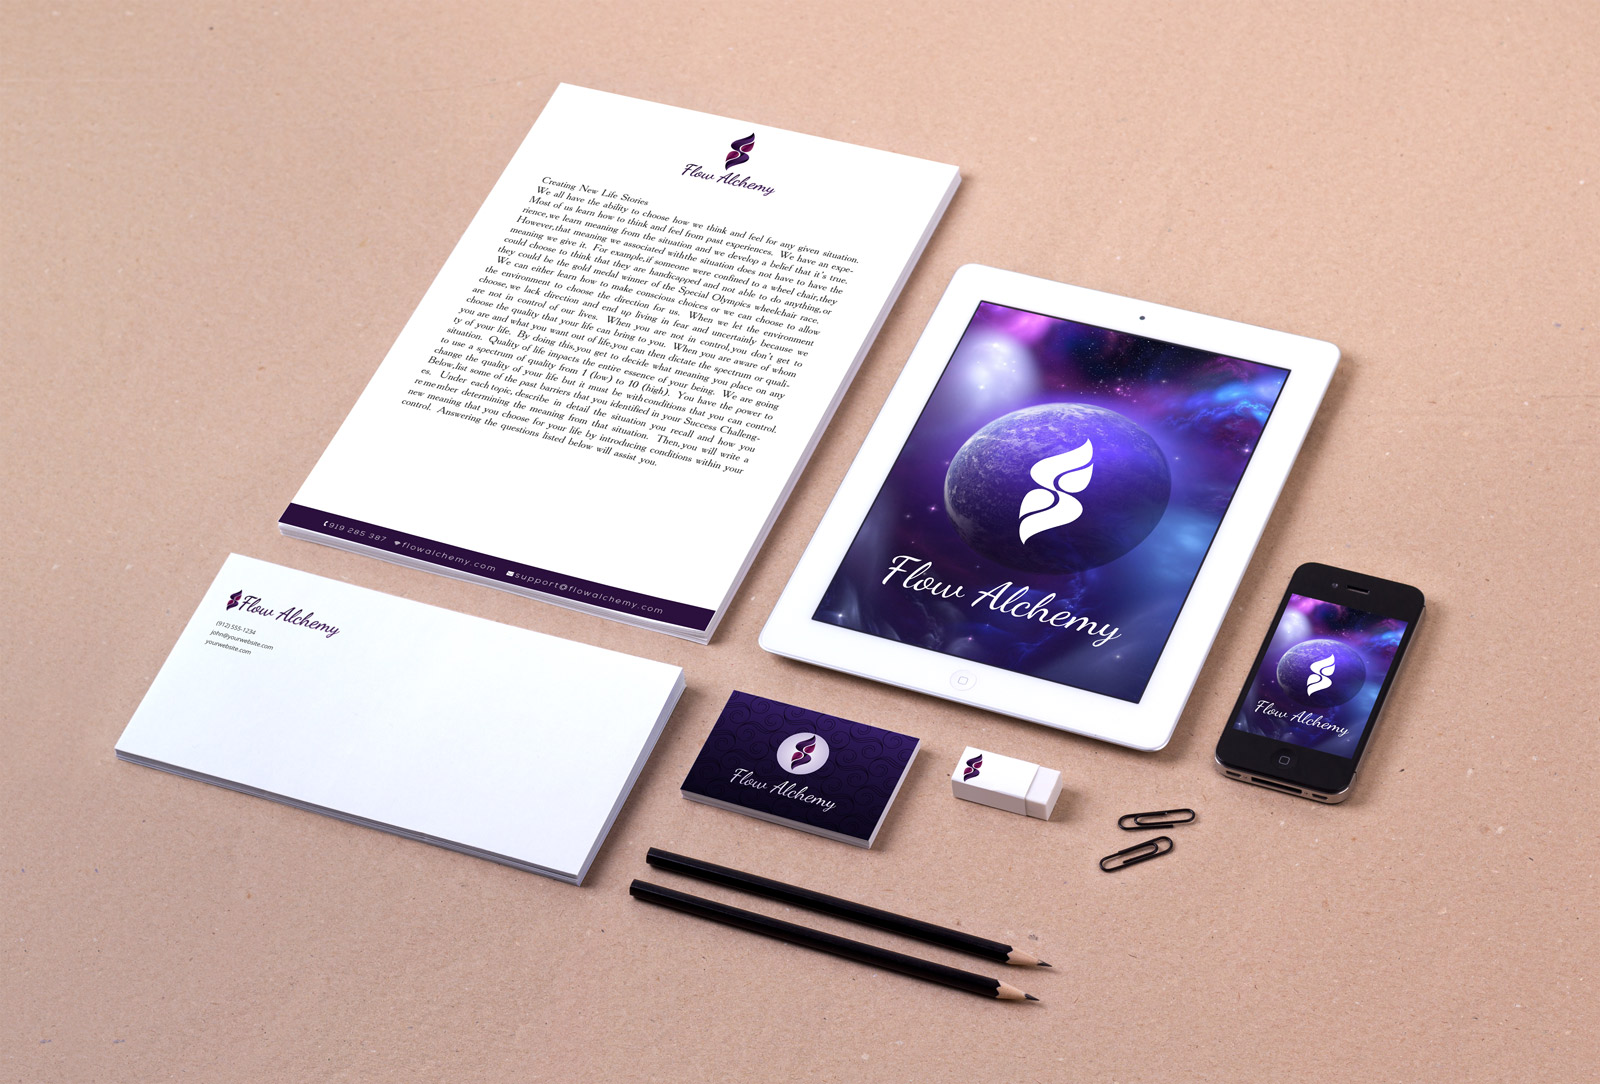 Flow Alchemy
Creating New Life Stories
We all have the ability to choose how we think and feel for any given situation.
Most of us learn how to think and feel from past experiences. We have an expe-
rience,we learn meaning from the situation and we develop a belief that it's true.
However,that meaning we associated withthe situation does not have to have the
meaning we give it. For example,if someone were confined to a wheel chair,they
could choose to think that they are handicapped and not able to do anything,or
they could be the gold medal winner of the Special Olympics wheelchair race.
We can either learn how to make conscious choices or we can choose to allow
the environment to choose the direction for us. When we let the environment
choose,we lack direction and end up living in fear and uncertainly because we
are not in control of our lives. When you are not in control,you don't get to
choose the quality that your life can bring to you. When you are aware of whom
you are and what you want out of life,you can then dictate the spectrum or quali-
ty of your life. By doing this,you get to decide what meaning you place on any
situation. Quality of life impacts the entire essence of your being. We are going
to use a spectrum of quality from 1 (low) to 10 (high). You have the power to
change the quality of your life but it must be withconditions that you can control.
Below,list some of the past barriers that you identified in your Success Challeng-
es. Under each topic, describe in detail the situation you recall and how you
remember determining the meaning from that situation. Then,you will write a
new meaning that you choose for your life by introducing conditions within your
control. Answering the questions listed below will assist you.
919 285 387 flowalchemy.com support@flowalchemy.com
Flow Alchemy
(912) 555-1234
john@yourwebsite.com
yourwebsite.com
Flow Alchemy
Flow Alchemy
Flow Alchemy